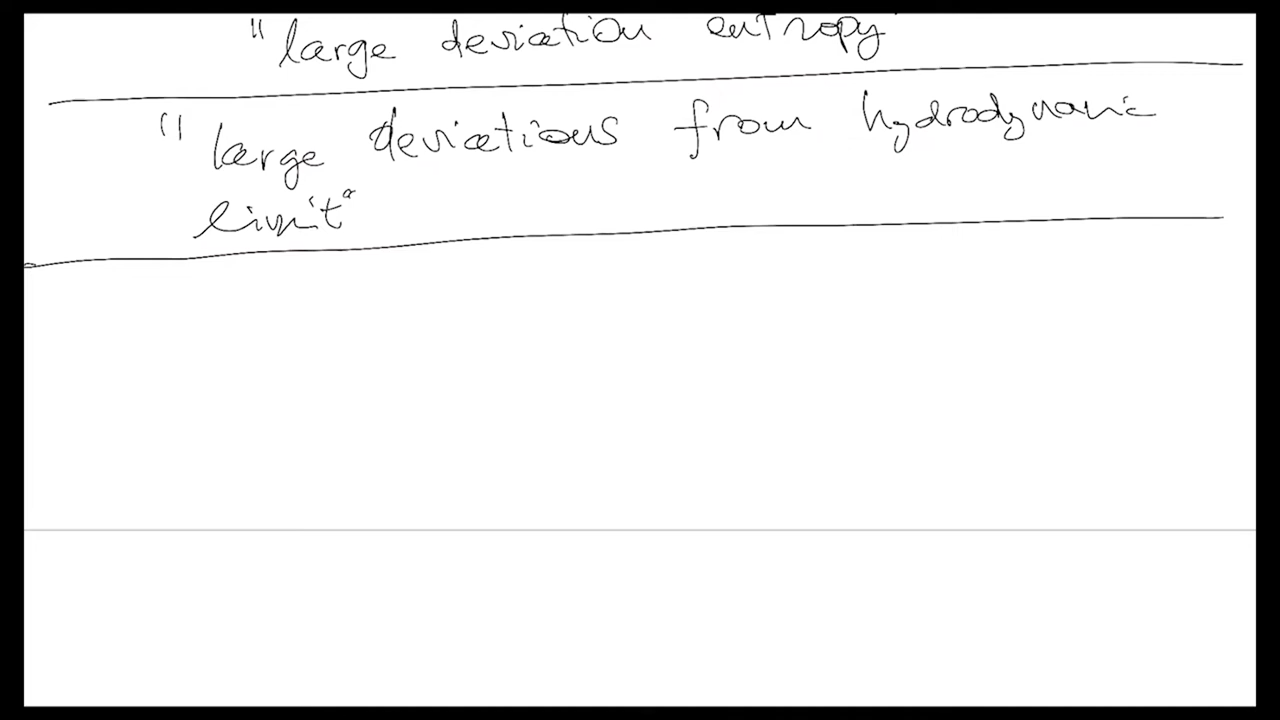 "large deviation entropy
"large deviations from hydrodynamic
limit"